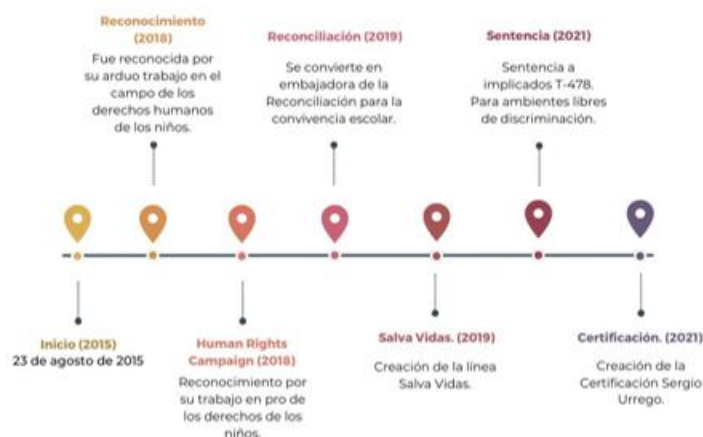 Reconocimiento
(2018)
Fue reconocida por
su arduo trabajo en el
campo de los
derechos humanos
de los niños.
Reconciliación (2019)
Se convierte en
embajadora de la
Reconciliación para la
convivencia escolar.
Sentencia (2021)
Sentencia a
implicados T-478.
Para ambientes libres
de discriminación.
Inicio (2015)
23 de agosto de 2015
Human Rights
Campaign (2018)
Reconocimiento por
su trabajo en pro de
los derechos de los
niños.
Salva Vidas. (2019)
Creación de la línea
Salva Vidas.
Certificación. (2021)
Creación de la
Certificación Sergio
Urrego.